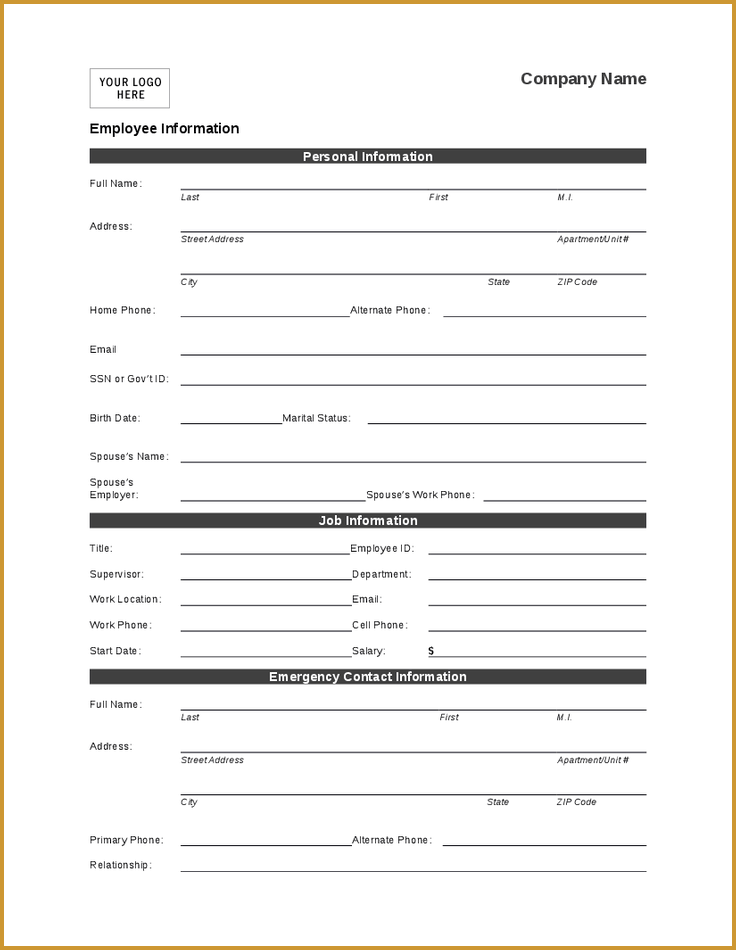 YOUR LOGO
HERE
Company Name
Employee Information
Personal Information
Full Name:
Last First M.I.
Address:
Street Address Apartment/Unit #
City State ZIP Code
Home Phone: Alternate Phone:
Email
SSN or Gov't ID:
Birth Date: Marital Status:
Spouse's Name:
Spouse's
Employer: Spouse's Work Phone:
Job Information
Title: Employee ID:
Supervisor: Department:
Work Location: Email:
Work Phone: Cell Phone:
Start Date: Salary: $
Emergency Contact Information
Full Name:
Last First M.I.
Address:
Street Address Apartment/Unit #
City State ZIP Code
Primary Phone: Alternate Phone:
Relationship: